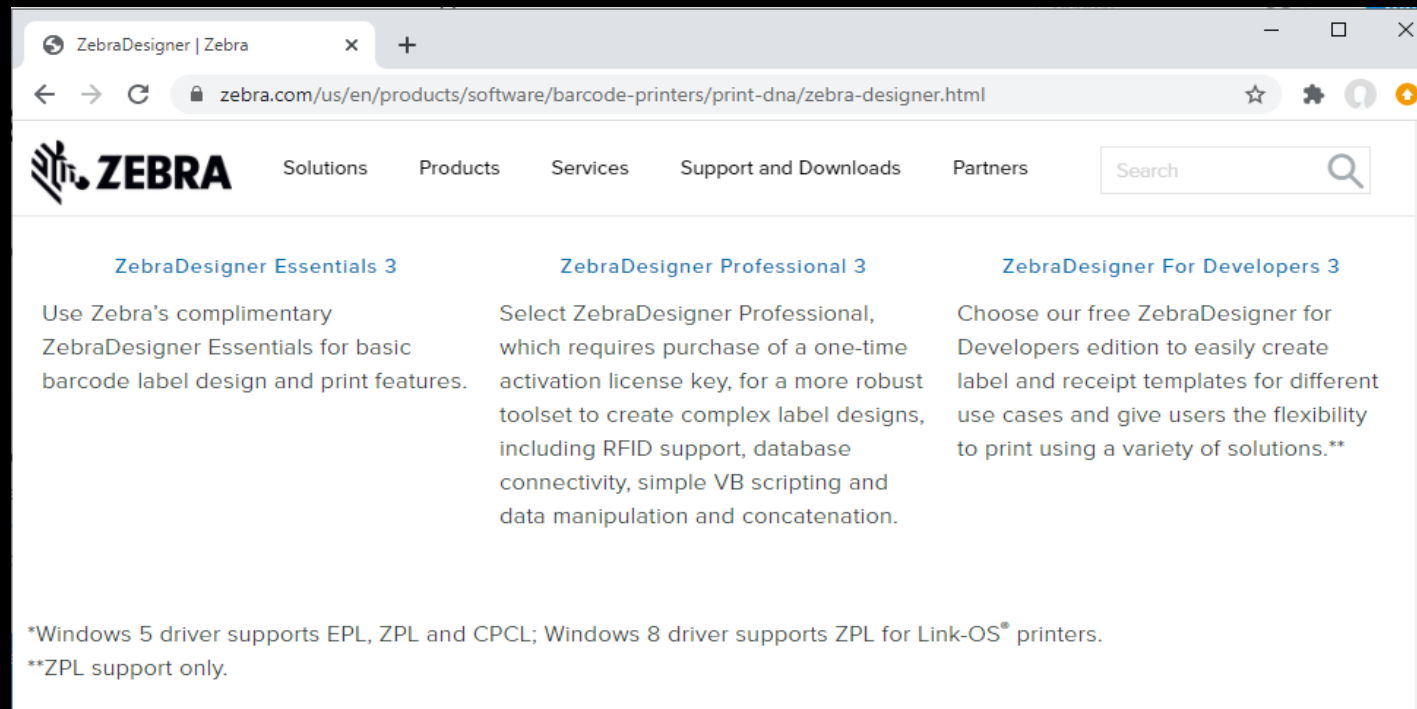 ZebraDesigner | Zebra
zebra.com/us/en/products/software/barcode-printers/print-dna/zebra-designer.html
ZEBRA
Solutions
Products
Services
Support and Downloads
Partners
Search
ZebraDesigner Essentials 3
Use Zebra's complimentary
ZebraDesigner Essentials for basic
barcode label design and print features.
ZebraDesigner Professional 3
Select ZebraDesigner Professional,
which requires purchase of a one-time
activation license key, for a more robust
toolset to create complex label designs,
including RFID support, database
connectivity, simple VB scripting and
data manipulation and concatenation.
ZebraDesigner For Developers 3
Choose our free ZebraDesigner for
Developers edition to easily create
label and receipt templates for different
use cases and give users the flexibility
to print using a variety of solutions.**
*Windows 5 driver supports EPL, ZPL and CPCL; Windows 8 driver supports ZPL for Link-OS® printers.
**ZPL support only.